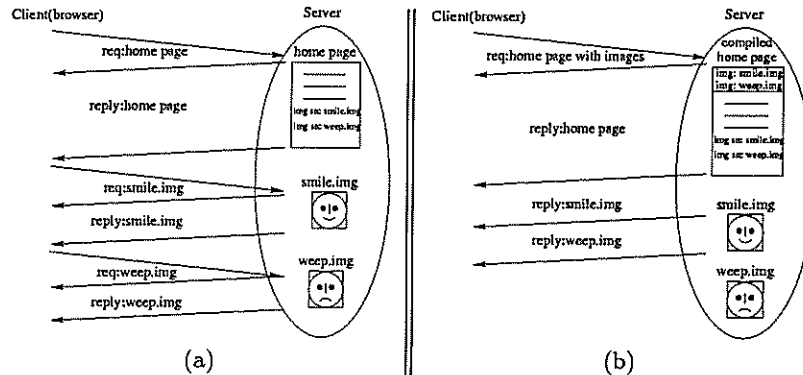 Client(browser)
Server
req:home page
home page
reply:home page
img src smile.img
img src weep.img
req:smile.img
smile.img
reply:smile.img
req:weep.img
weep.img
reply:weep.img
(a)
Client(browser)
Server
req:home page with images
compiled
home page
img: smile.img
img: weep.img
reply:home page
img src smile.img
img src weep.img
reply:smile.img
smile.img
reply:weep.img
weep.img
(b)